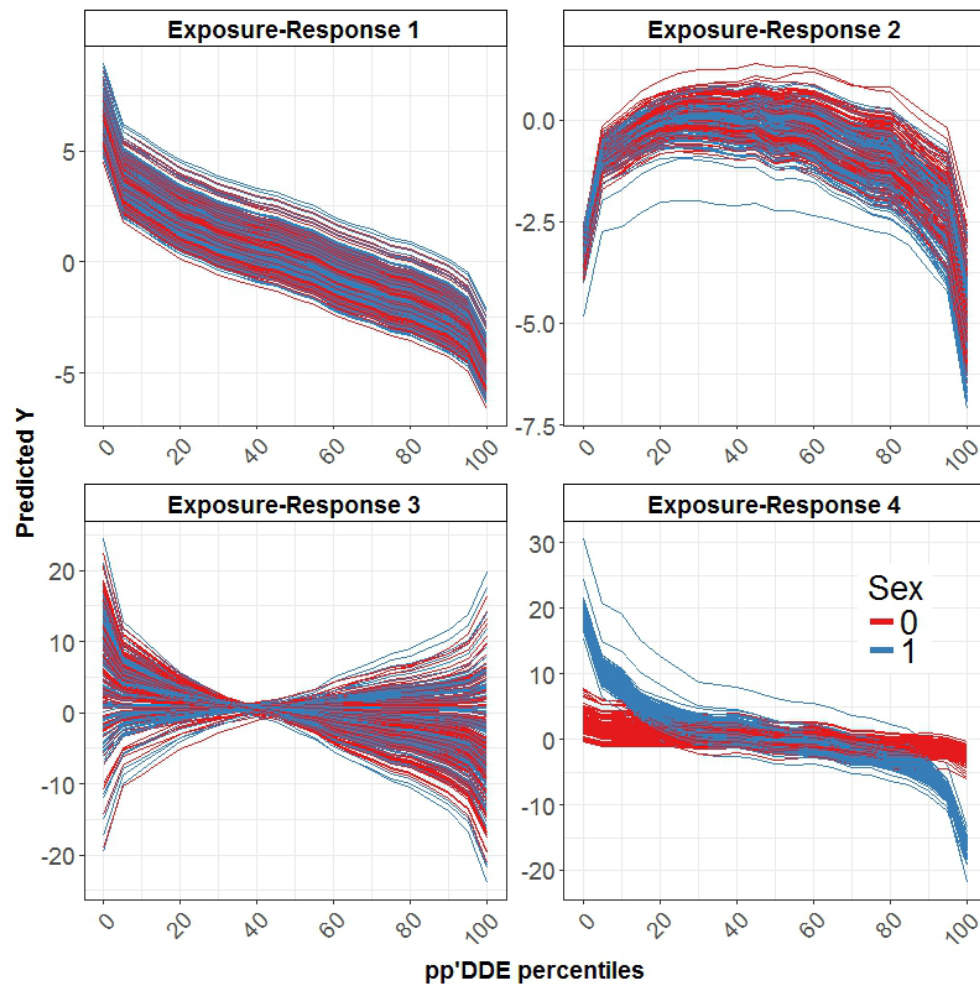 Exposure-Response 1
Exposure-Response 2
5
0
-5
0.0
-2.5
-5.0
-7.5
0 20 40 60 80 100
0 20 40 60 80 100
Predicted Y
Exposure-Response 3
Exposure-Response 4
20
10
0
-10
-20
30
20
10
0
-10
-20
Sex
0
1
0 20 40 60 80 100
0 20 40 60 80 100
pp'DDE percentiles